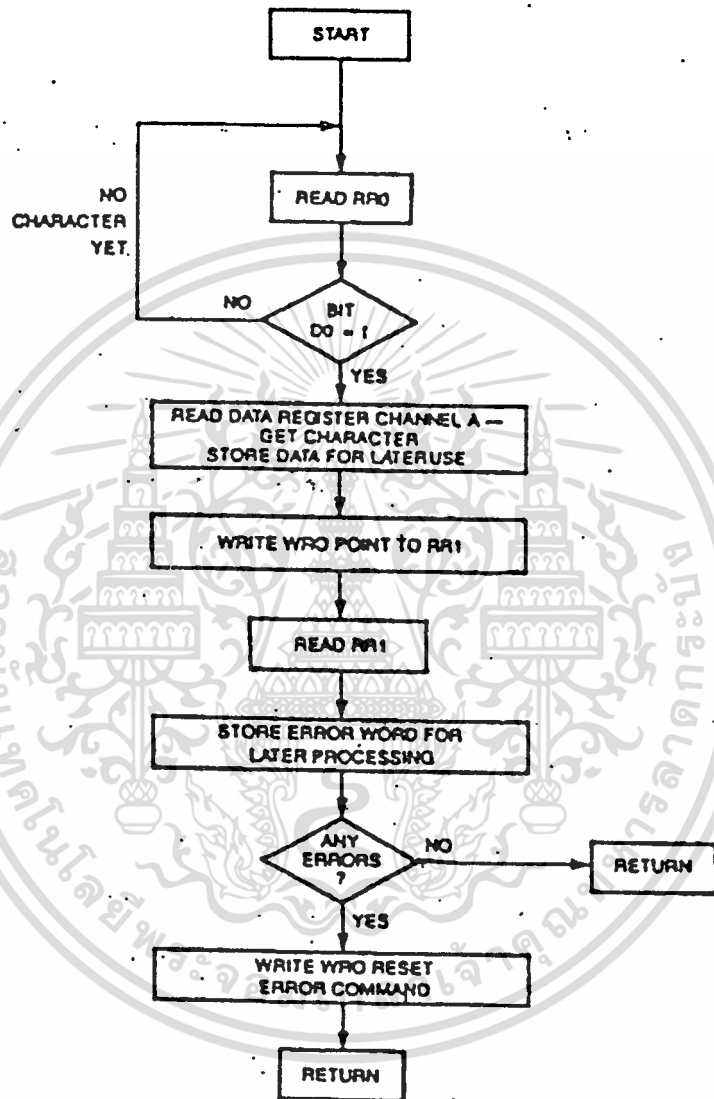 START
NO
CHARACTER
YET.
READ RR0
NO
BIT
D0 = 1
YES
READ DATA REGISTER CHANNEL A —
GET CHARACTER
STORE DATA FOR LATER USE
WRITE WR0 POINT TO RR1
READ RR1
STORE ERROR WORD FOR
LATER PROCESSING
ANY
ERRORS
?
NO
RETURN
YES
WRITE WR0 RESET
ERROR COMMAND
RETURN